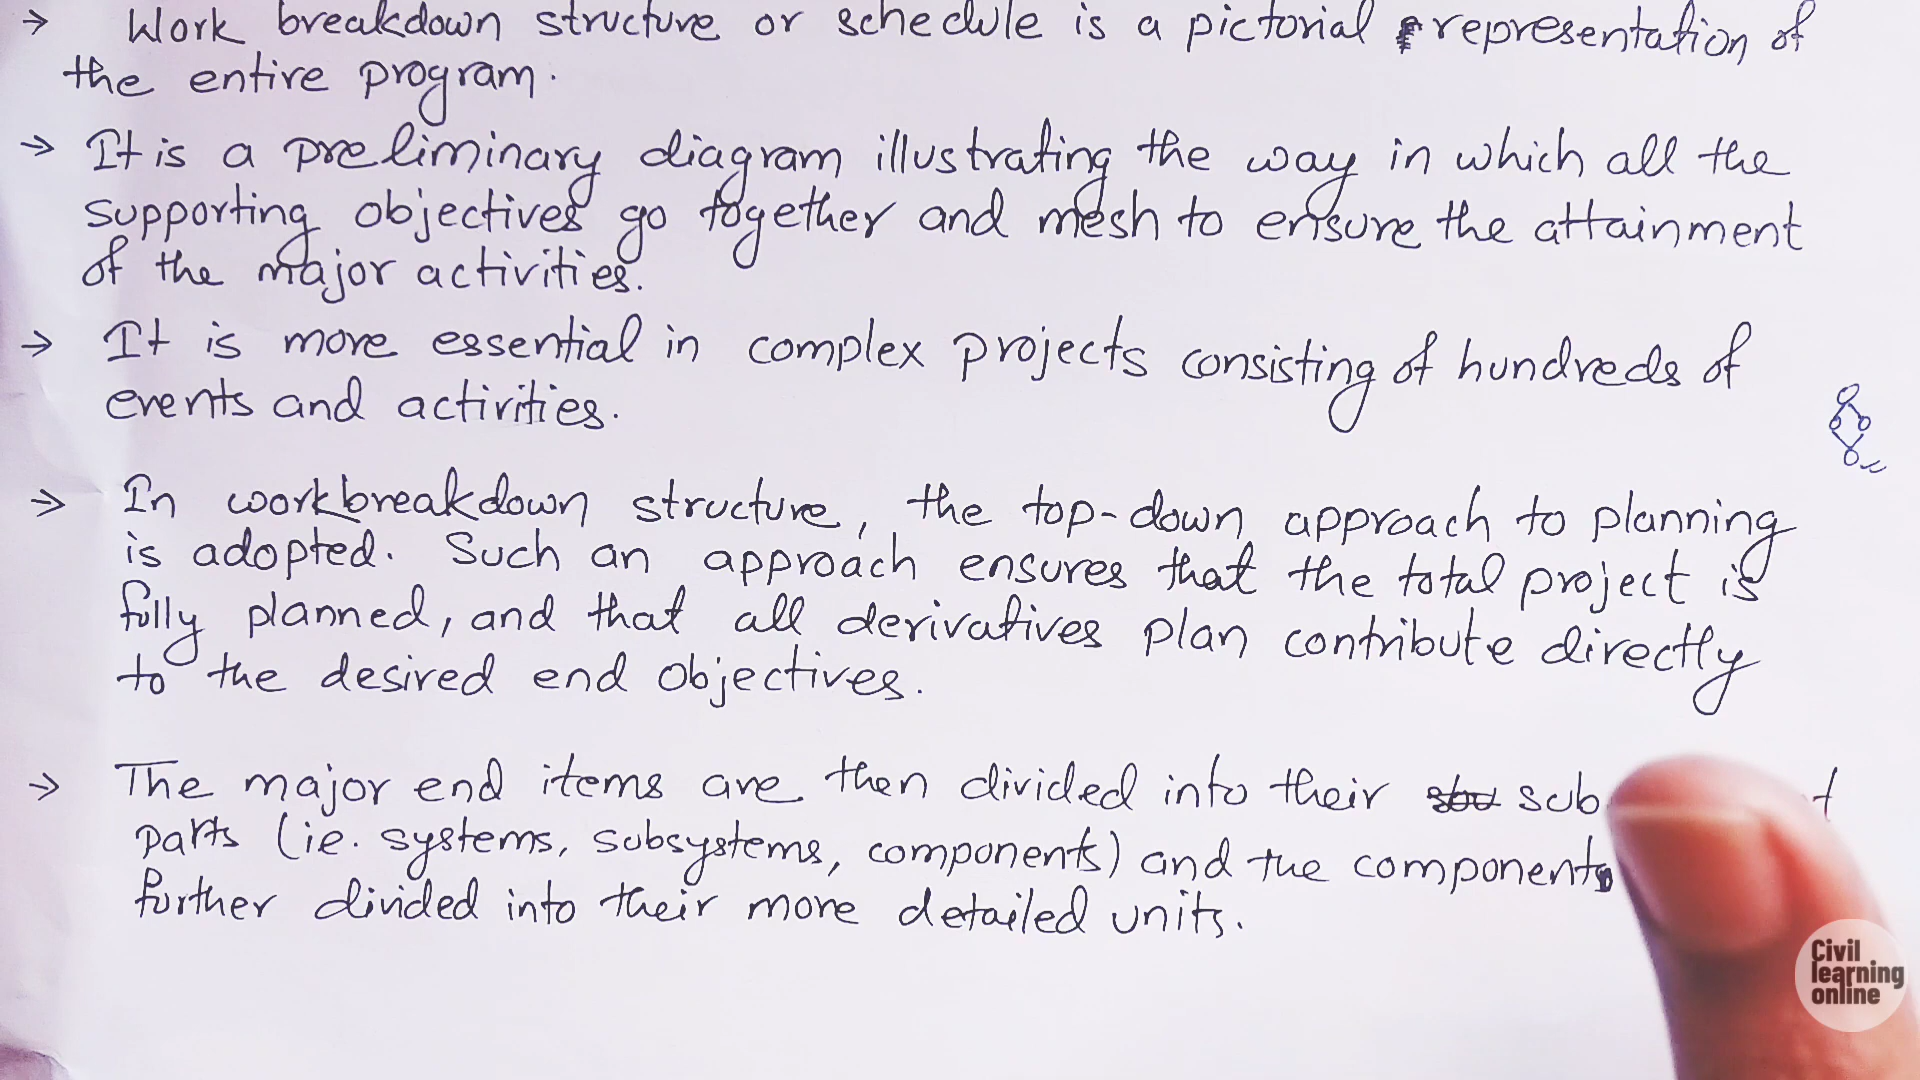 → Work breakdown structure or schedule is a pictorial representation of
the entire program.
→ It is a preliminary diagram illustrating the way in which all the
supporting objectives go together and mesh to ensure the attainment
of the major activities.
→ It is more essential in complex projects consisting of hundreds of
events and activities.
→ In workbreakdown structure, the top-down approach to planning
is adopted. Such an approach ensures that the total project is
fully planned, and that all derivatives plan contribute directly
to the desired end objectives.
→ The major end items are then divided into their
parts (ie. systems, subsystems, components) and the components
further divided into their more detailed units.
Civil
learning
online